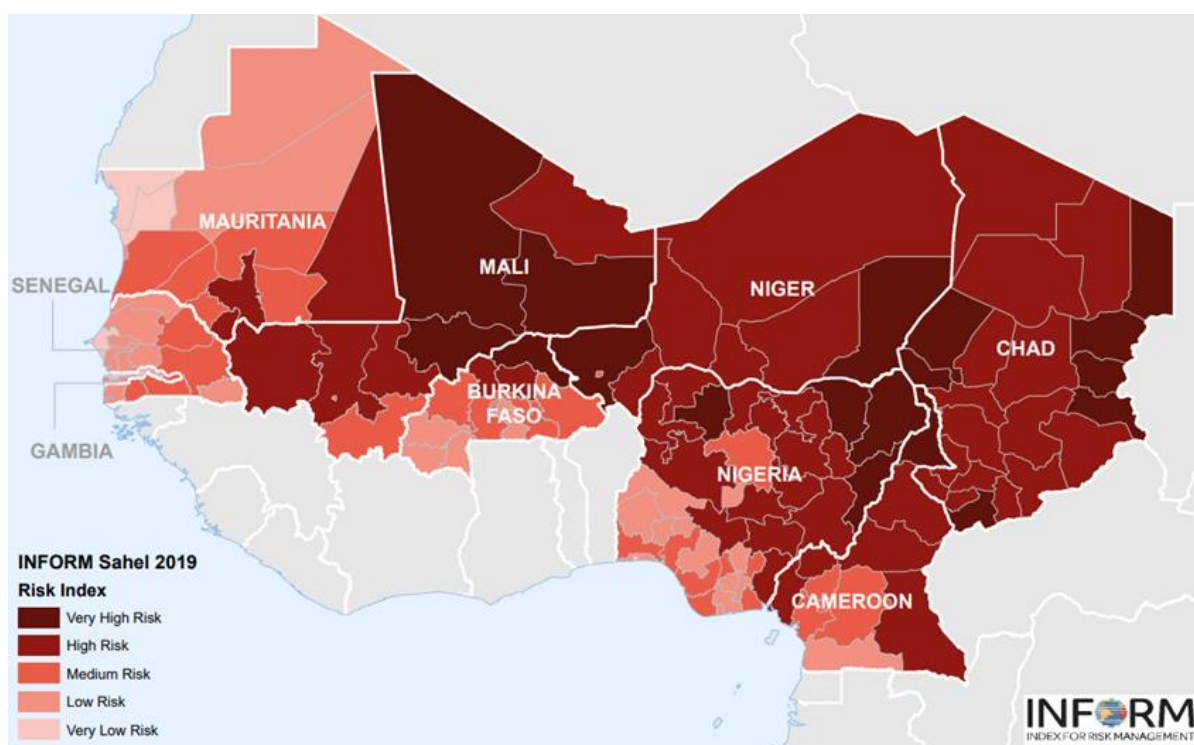 MAURITANIA
SENEGAL
MALI
NIGER
CHAD
BURKINA
FASO
GAMBIA
NIGERIA
CAMEROON
INFORM Sahel 2019
Risk Index
Very High Risk
High Risk
Medium Risk
Low Risk
Very Low Risk
INFORM
INDEX FOR RISK MANAGEMENT